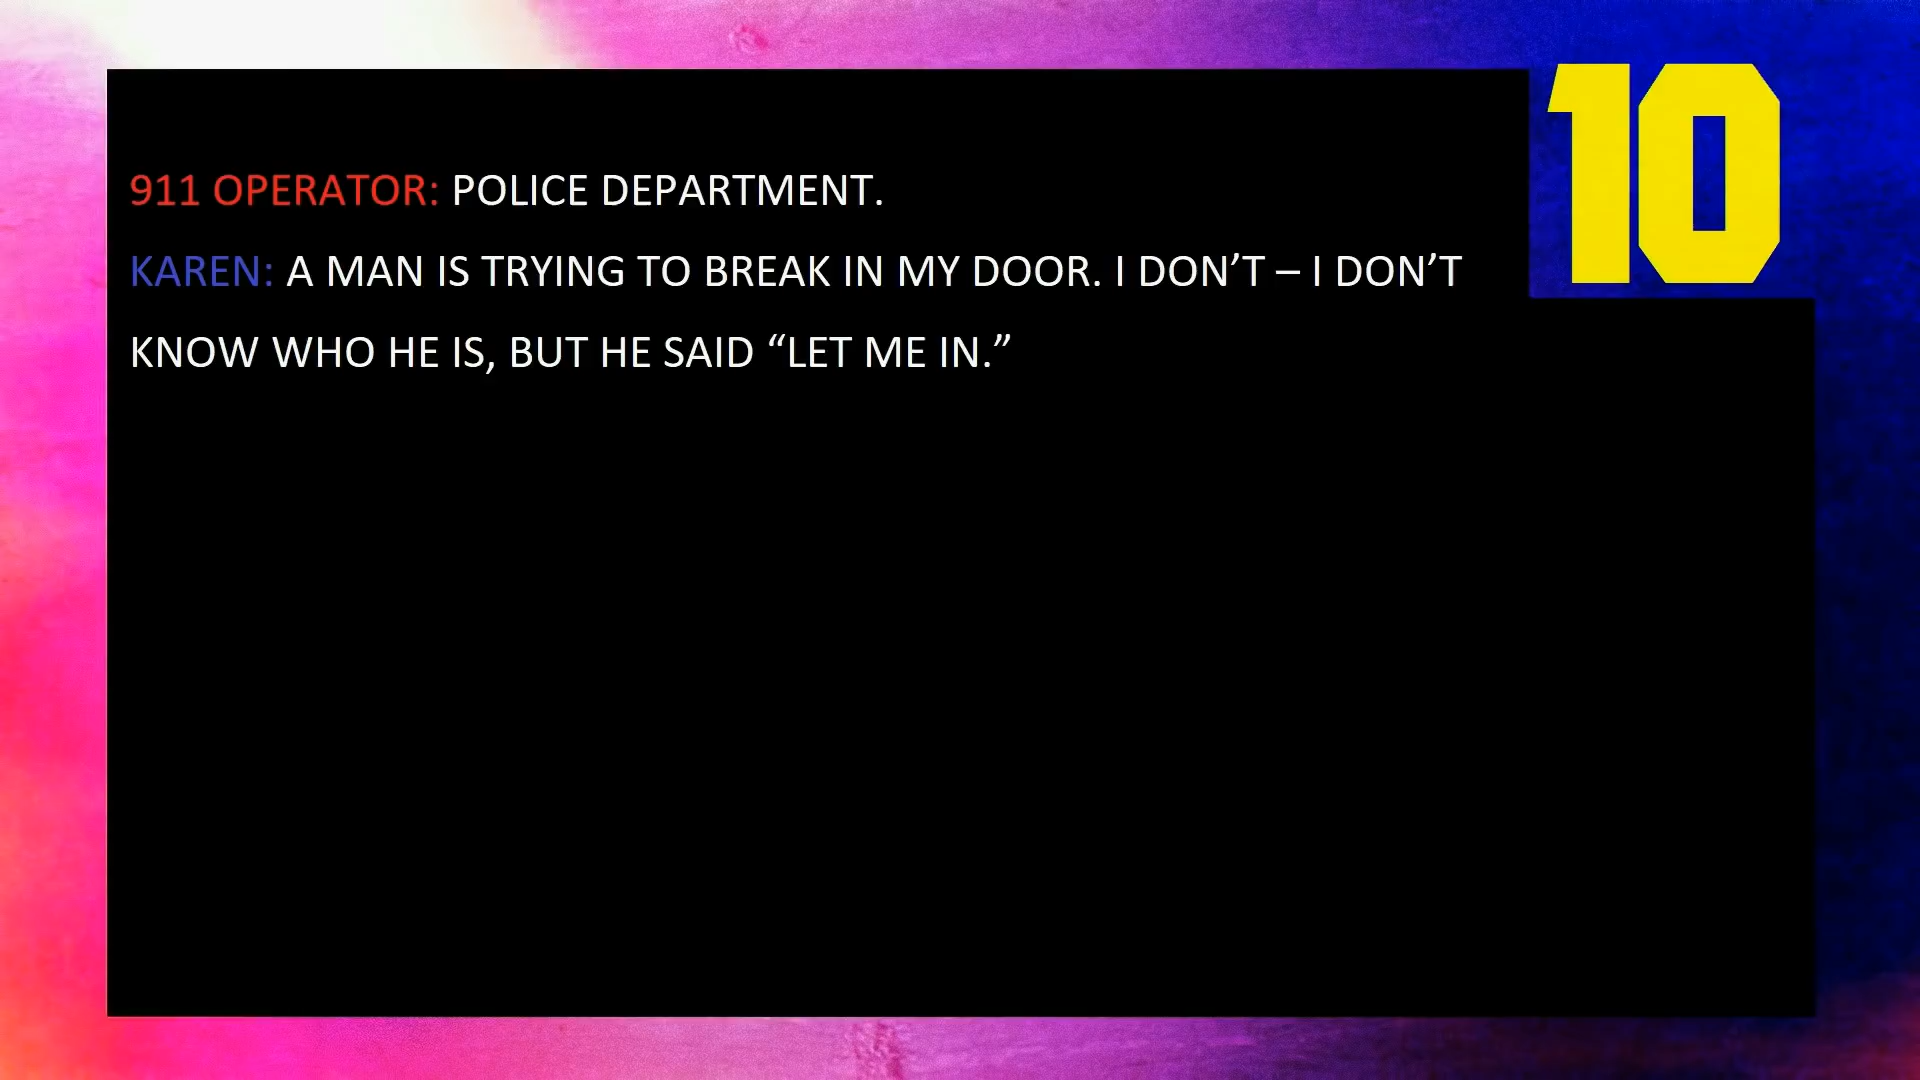 10
911 OPERATOR: POLICE DEPARTMENT.
KAREN: A MAN IS TRYING TO BREAK IN MY DOOR. I DON’T – I DON’T
KNOW WHO HE IS, BUT HE SAID “LET ME IN.”